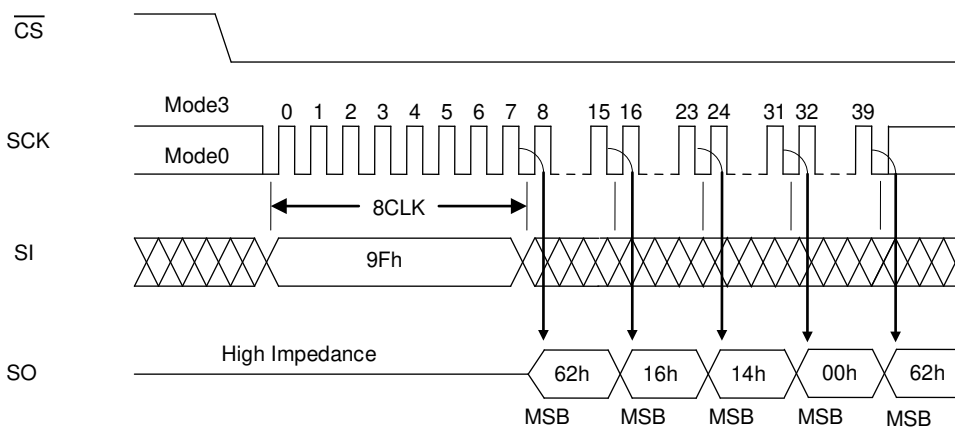 CS
Mode3
0 1 2 3 4 5 6 7 8 15 16 23 24 31 32 39
SCK
Mode0
8CLK
SI
9Fh
High Impedance
SO
62h 16h 14h 00h 62h
MSB MSB MSB MSB MSB